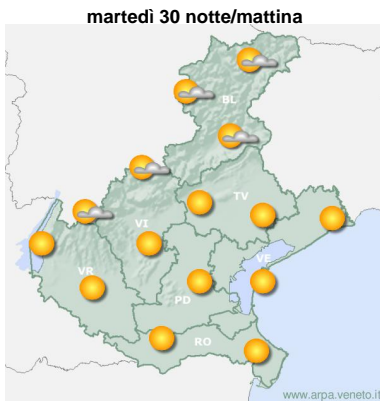 martedì 30 notte/mattina
BL
TV
VI
VE
VR
PD
RO
www.arpa.veneto.it